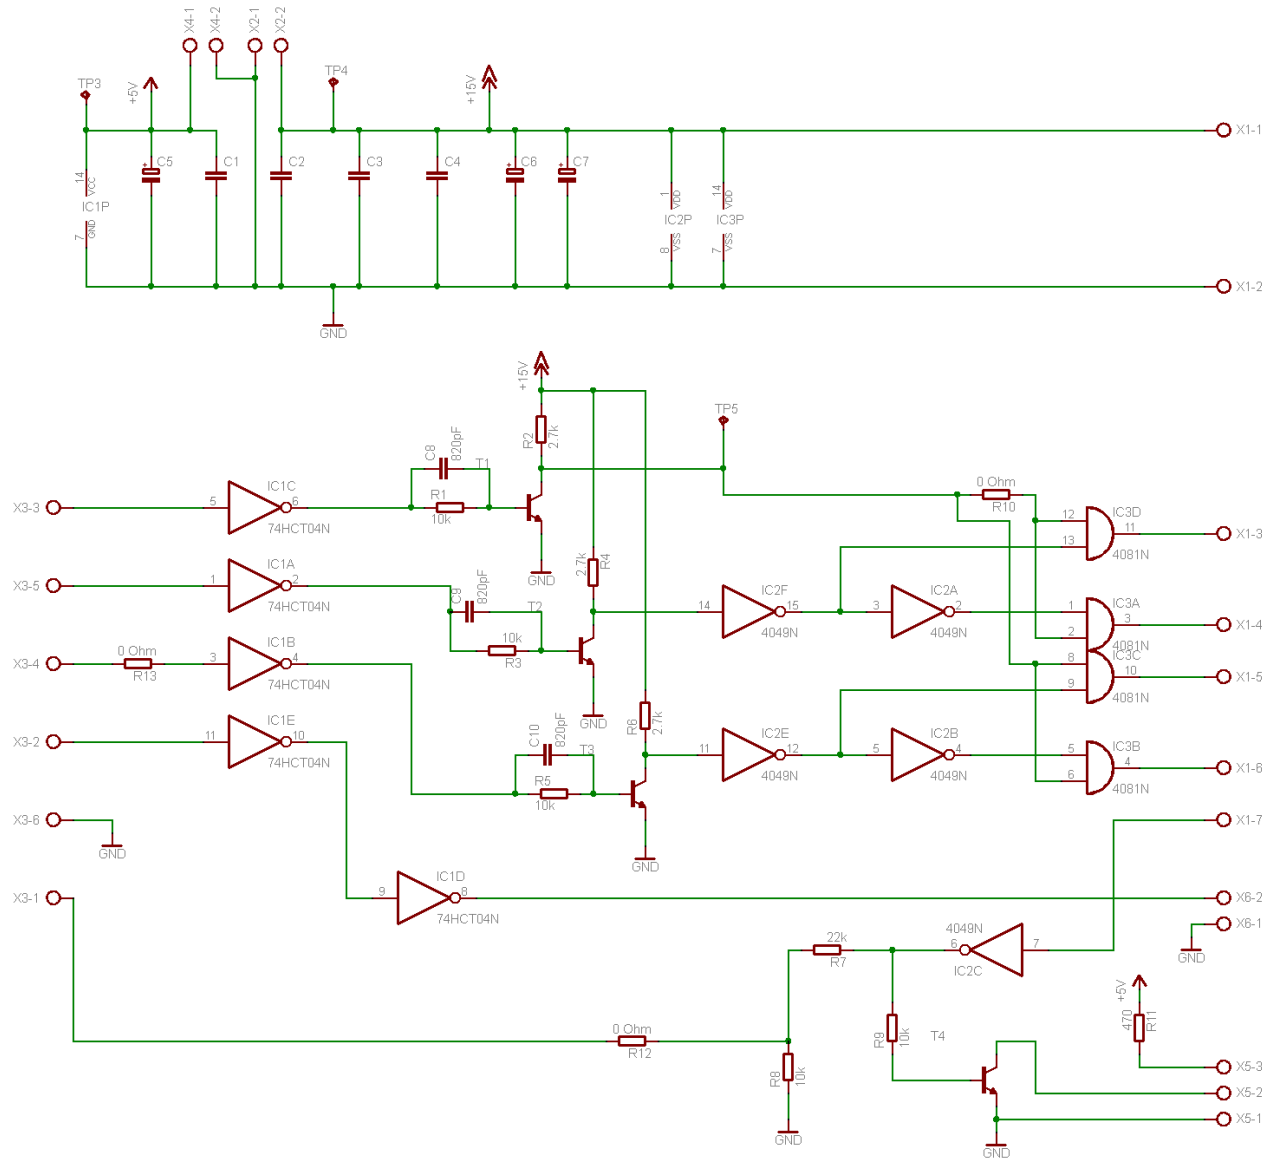 X4-1
X4-2
X2-1
X2-2
TP3
+5V
TP4
+15V
X1-1
14
VCC
IC1P
7
GND
C5
C1
C2
C3
C4
C6
C7
1
VDD
IC2P
8
VSS
14
VDD
IC3P
7
VSS
X1-2
GND
+15V
R2
2.7k
TP5
C8
820pF
T1
X3-3
5
IC1C
6
74HCT04N
R1
10k
GND
0 Ohm
R10
12
13
IC3D
11
4081N
X1-3
X3-5
1
IC1A
2
74HCT04N
C9
820pF
T2
10k
R3
2.7k
R4
GND
14
IC2F
15
4049N
3
IC2A
2
4049N
1
2
IC3A
3
4081N
X1-4
X3-4
0 Ohm
R13
3
IC1B
4
74HCT04N
8
9
IC3C
10
4081N
X1-5
X3-2
11
IC1E
10
74HCT04N
C10
820pF
T3
R5
10k
R6
2.7k
GND
11
IC2E
12
4049N
5
IC2B
4
4049N
5
6
IC3B
4
4081N
X1-6
X3-6
GND
X1-7
X3-1
9
IC1D
8
74HCT04N
X6-2
X6-1
GND
4049N
6
7
IC2C
22k
R7
R9
10k
T4
+5V
470
R11
0 Ohm
R12
R8
10k
GND
X5-3
X5-2
X5-1
GND